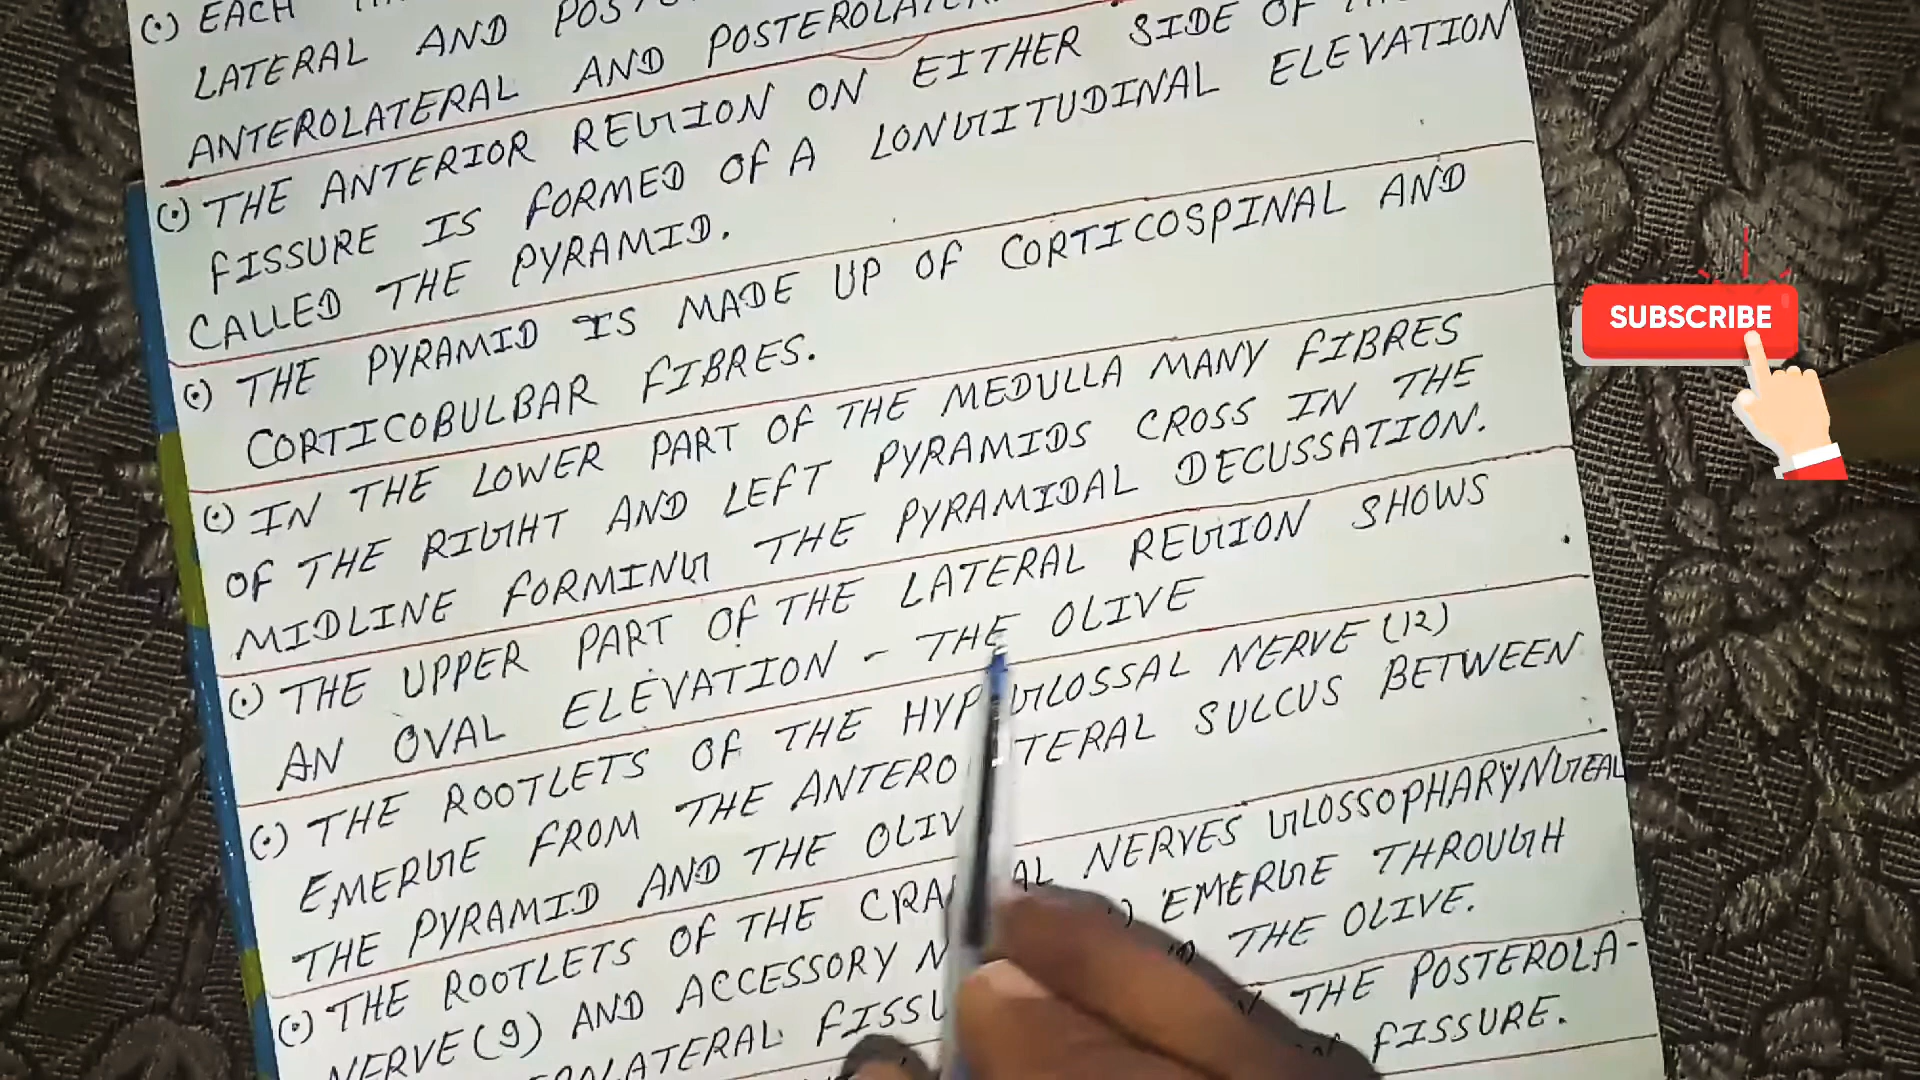 (•) EACH
LATERAL AND
ANTEROLATERAL AND POSTEROLATERAL
(•) THE ANTERIOR REGION ON EITHER SIDE OF
FISSURE IS FORMED OF A LONGITUDINAL ELEVATION
CALLED THE PYRAMID.
(•) THE PYRAMID IS MADE UP OF CORTICOSPINAL AND
CORTICOBULBAR FIBRES.
(•) IN THE LOWER PART OF THE MEDULLA MANY FIBRES
OF THE RIGHT AND LEFT PYRAMIDS CROSS IN THE
MIDLINE FORMING THE PYRAMIDAL DECUSSATION.
(•) THE UPPER PART OF THE LATERAL REGION SHOWS
AN OVAL ELEVATION - THE OLIVE
(•) THE ROOTLETS OF THE HYPOGLOSSAL NERVE (12)
EMERGE FROM THE ANTEROLATERAL SULCUS BETWEEN
THE PYRAMID AND THE OLIVE
(•) THE ROOTLETS OF THE CRANIAL NERVES GLOSSOPHARYNGEAL
NERVE (9) AND ACCESSORY EMERGE THROUGH
THE OLIVE.
THE POSTEROLA-
FISSURE.
SUBSCRIBE